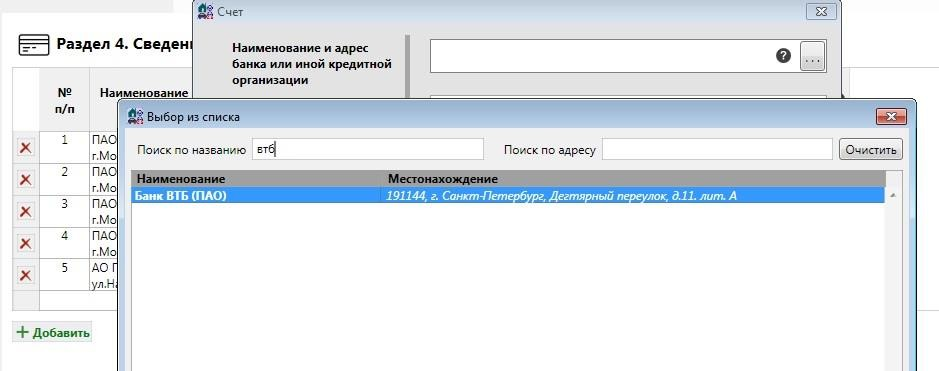 Счет
Раздел 4. Сведен
Наименование и адрес
банка или иной кредитной
организации
?
...
№
п/п
Наименование
Выбор из списка
Поиск по названию
втб
Поиск по адресу
Очистить
Наименование
Местонахождение
Банк ВТБ (ПАО)
191144, г. Санкт-Петербург, Дегтярный переулок, д.11. лит. А
1
ПАО
г.Мо
2
ПАО
г.Мо
3
ПАО
г.Мо
4
ПАО
г.Мо
5
АО Г
ул.На
+ Добавить